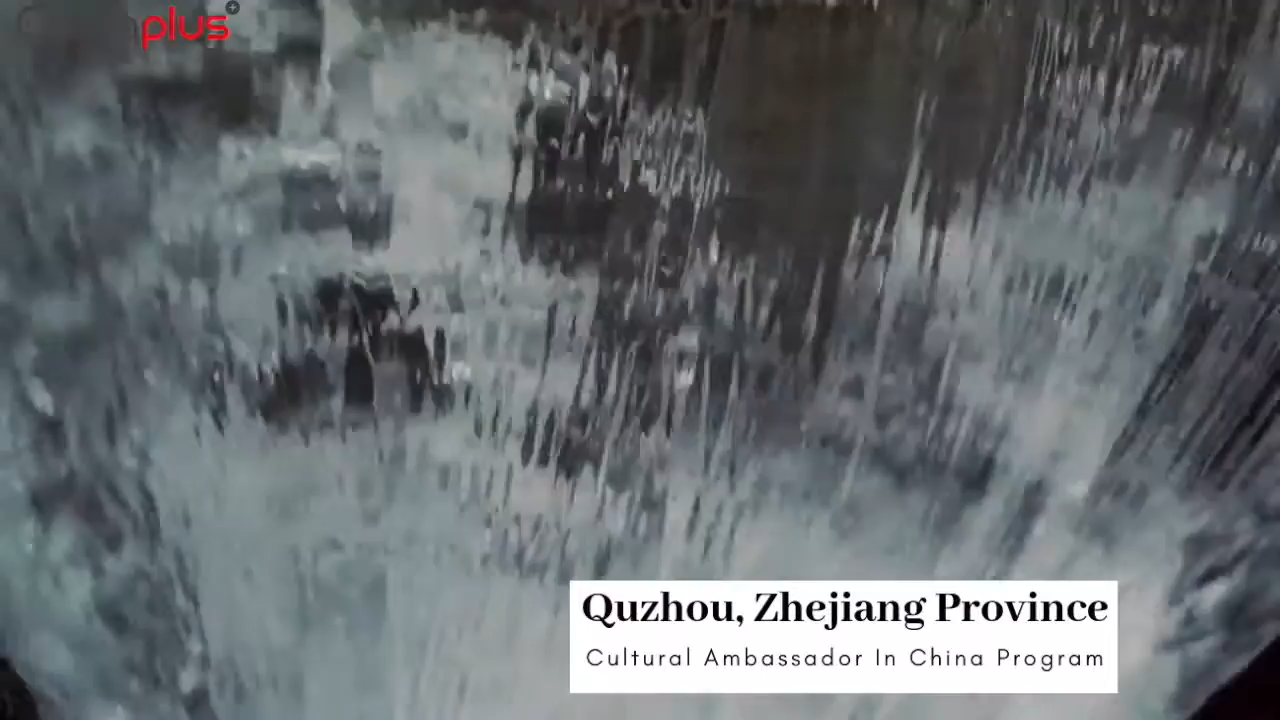 plus+
Quzhou, Zhejiang Province
Cultural Ambassador In China Program